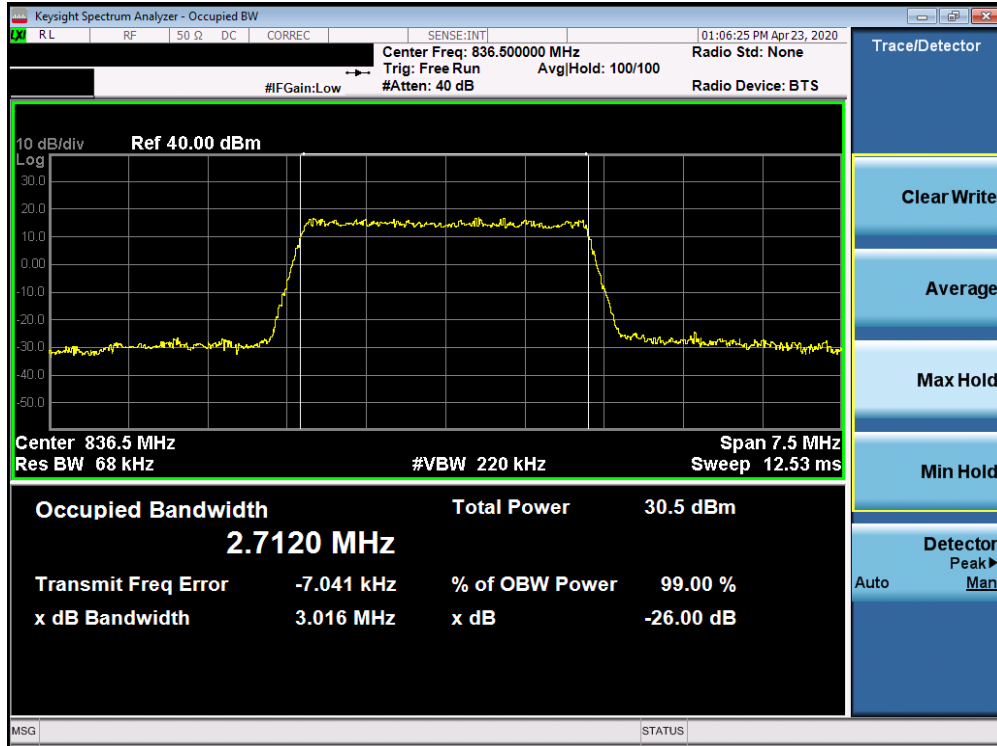 Keysight Spectrum Analyzer - Occupied BW
LXI RL RF 50 Ω DC CORREC SENSE:INT 01:06:25 PM Apr 23, 2020
Center Freq: 836.500000 MHz Radio Std: None
Trig: Free Run Avg|Hold: 100/100
#IFGain:Low #Atten: 40 dB Radio Device: BTS
Trace/Detector
10 dB/div Ref 40.00 dBm
Log
30.0
20.0
10.0
0.00
-10.0
-20.0
-30.0
-40.0
-50.0
Center 836.5 MHz Span 7.5 MHz
Res BW 68 kHz #VBW 220 kHz Sweep 12.53 ms
Occupied Bandwidth Total Power 30.5 dBm
2.7120 MHz
Transmit Freq Error -7.041 kHz % of OBW Power 99.00 %
x dB Bandwidth 3.016 MHz x dB -26.00 dB
Clear Write
Average
Max Hold
Min Hold
Detector
Peak▶
Auto Man
MSG STATUS